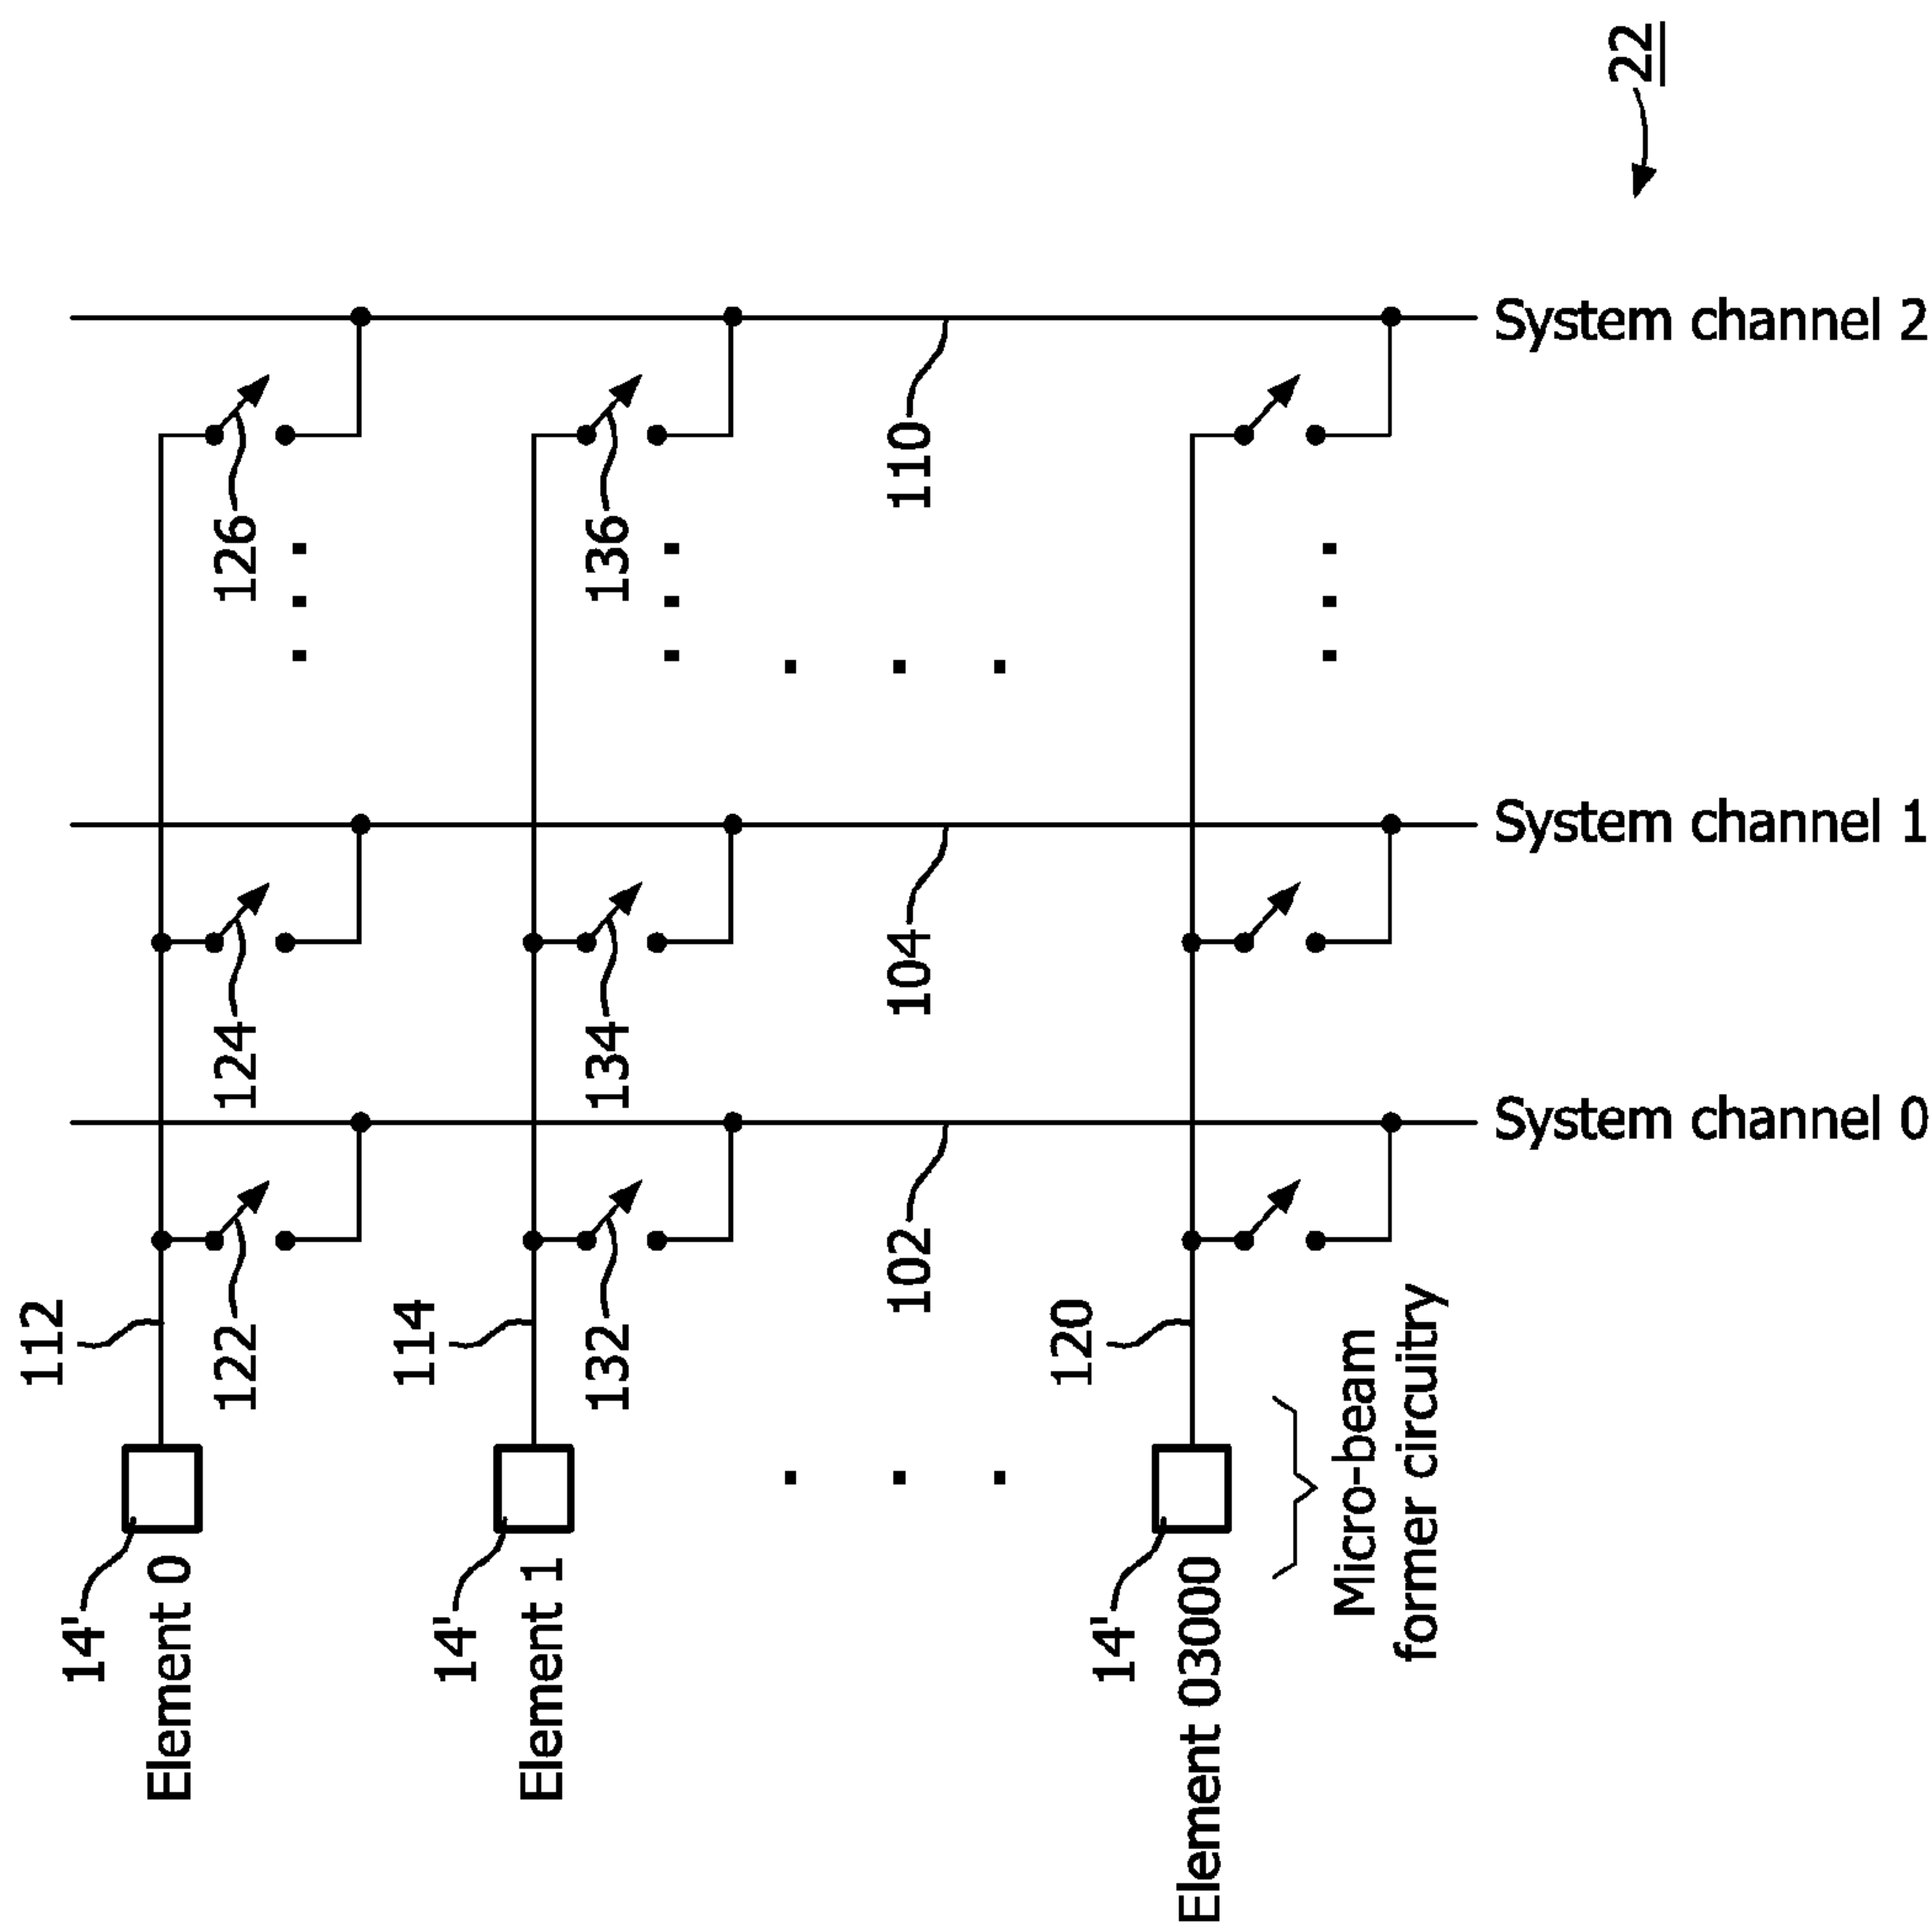 22
System channel 2
126
136
110
System channel 1
124
134
104
System channel 0
112
122
114
132
102
120
Micro-beam
former circuitry
14'
Element 0
14'
Element 1
14'
Element 03000